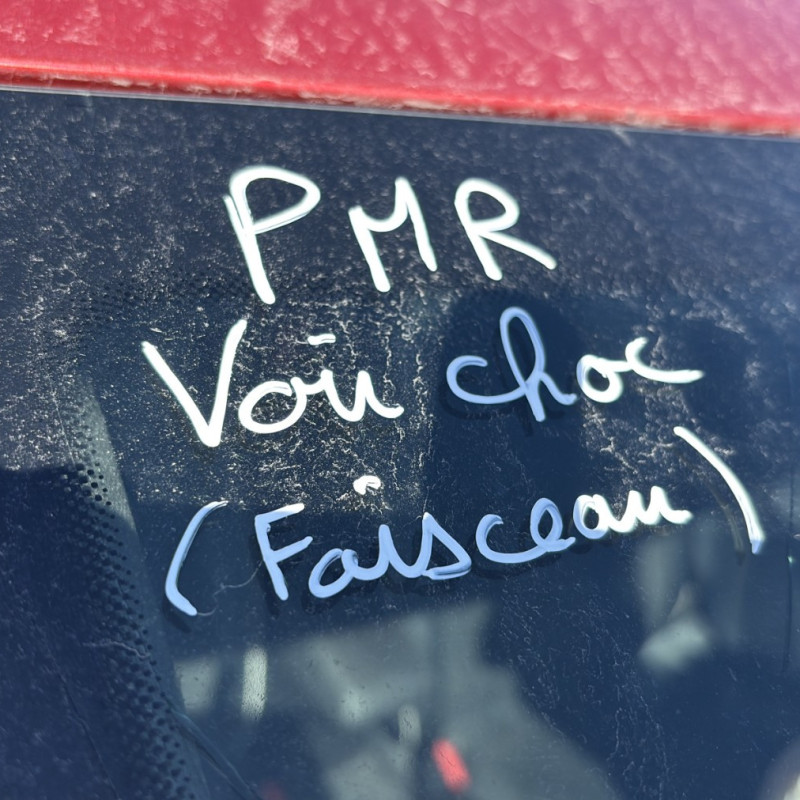 PMR
Voir choc
(Faisceau)